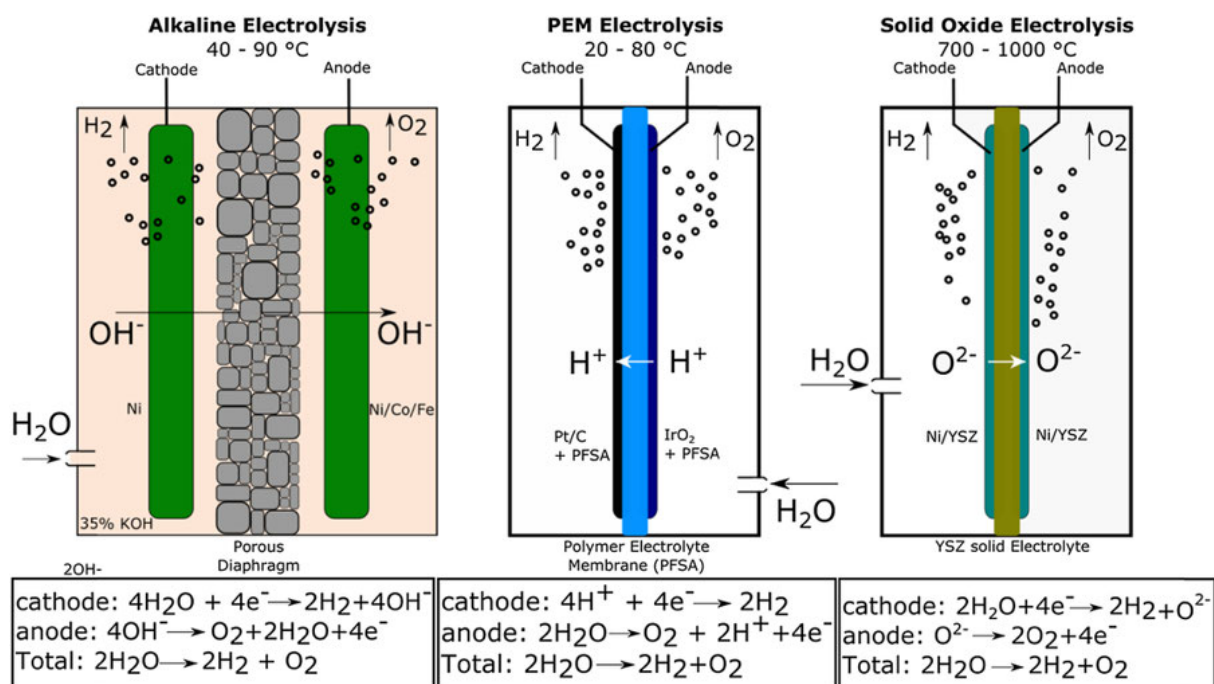 Alkaline Electrolysis
40 - 90 °C
Cathode
Anode
H2
O2
OH-
OH-
Ni
Ni/Co/Fe
H2O
35% KOH
Porous
Diaphragm
2OH-
cathode: 4H2O + 4e-→2H2+4OH-
anode: 4OH-→O2+2H2O+4e-
Total: 2H2O→2H2 + O2
PEM Electrolysis
20 - 80 °C
Cathode
Anode
H2
O2
H+
H+
Pt/C
+ PFSA
IrO2
+ PFSA
H2O
Polymer Electrolyte
Membrane (PFSA)
cathode: 4H+ + 4e-→2H2
anode: 2H2O→O2 + 2H++4e-
Total: 2H2O→2H2+O2
Solid Oxide Electrolysis
700 - 1000 °C
Cathode
Anode
H2
O2
H2O
O2-
O2-
Ni/YSZ
Ni/YSZ
YSZ solid Electrolyte
cathode: 2H2O+4e-→2H2+O2-
anode: O2-→2O2+4e-
Total: 2H2O→2H2+O2